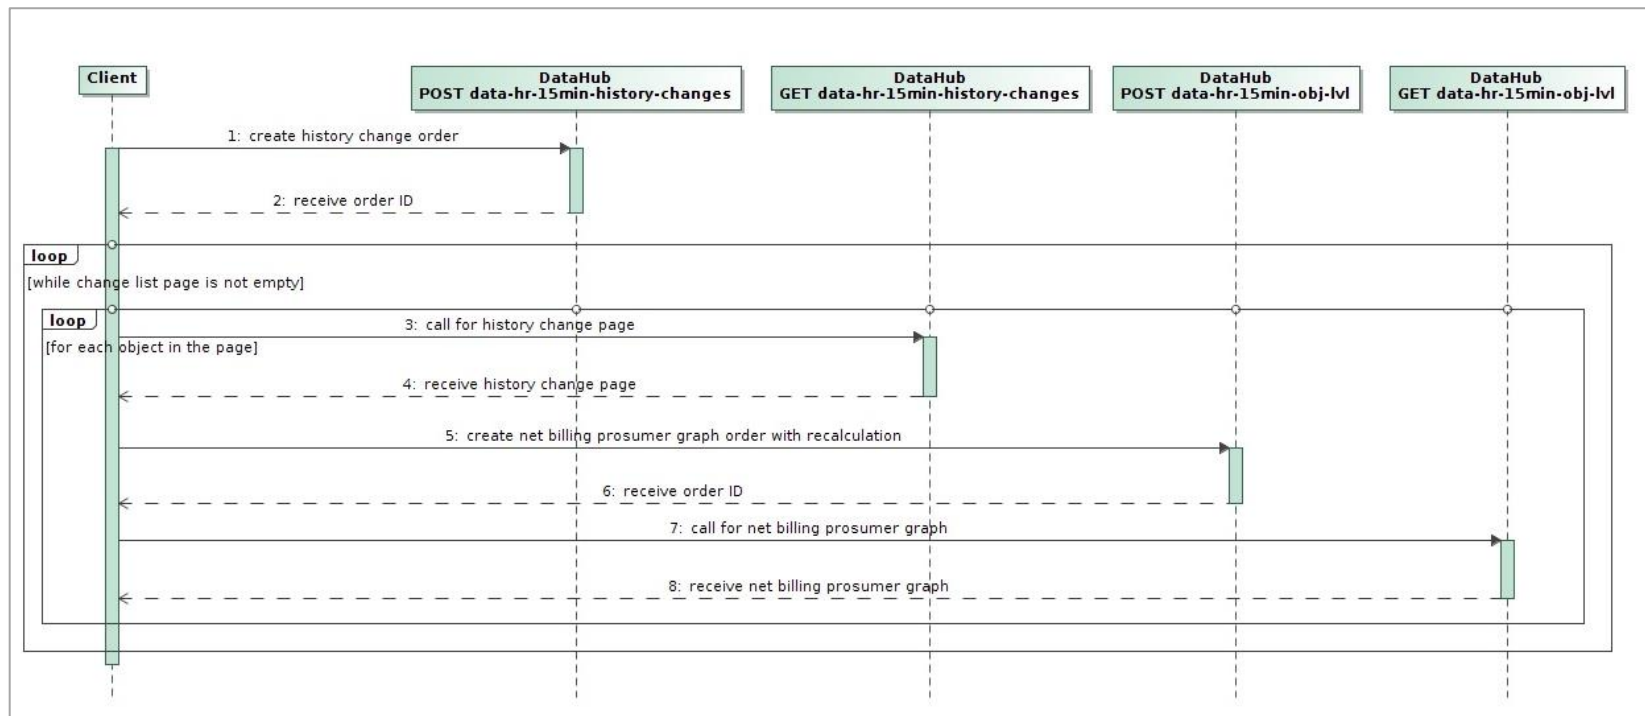 Client
DataHub
POST data-hr-15min-history-changes
DataHub
GET data-hr-15min-history-changes
DataHub
POST data-hr-15min-obj-lvl
DataHub
GET data-hr-15min-obj-lvl
1: create history change order
2: receive order ID
loop
[while change list page is not empty]
loop
3: call for history change page
[for each object in the page]
4: receive history change page
5: create net billing prosumer graph order with recalculation
6: receive order ID
7: call for net billing prosumer graph
8: receive net billing prosumer graph